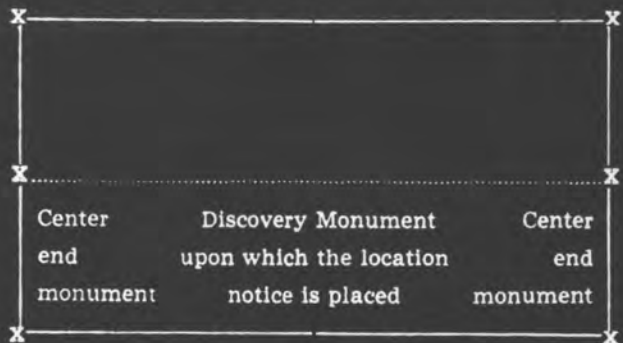 X X
X X
Center Discovery Monument Center
end upon which the location end
monument notice is placed monument
X X